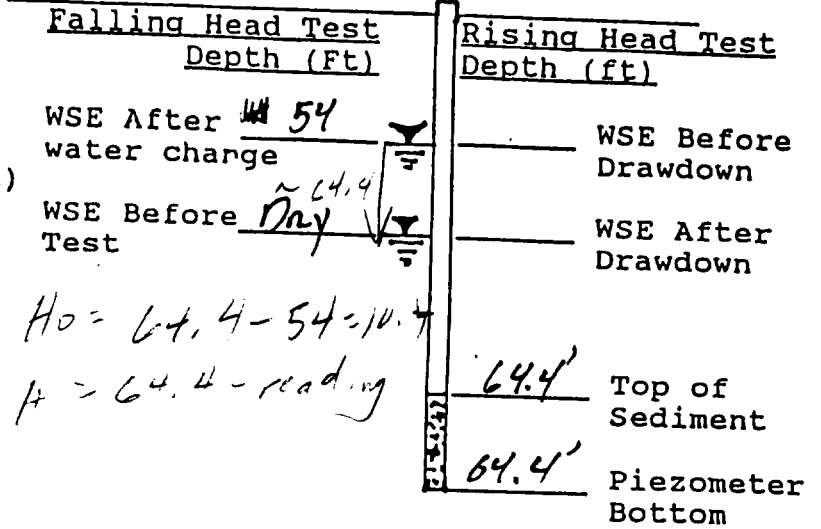 Falling Head Test
Depth (Ft)
WSE After 54
water change
~ 64.4
WSE Before Dry
Test
Ho = 64.4 - 54 = 10.4
H = 64.4 - reading
Rising Head Test
Depth (ft)
WSE Before
Drawdown
WSE After
Drawdown
64.4' Top of
Sediment
64.4' Piezometer
Bottom